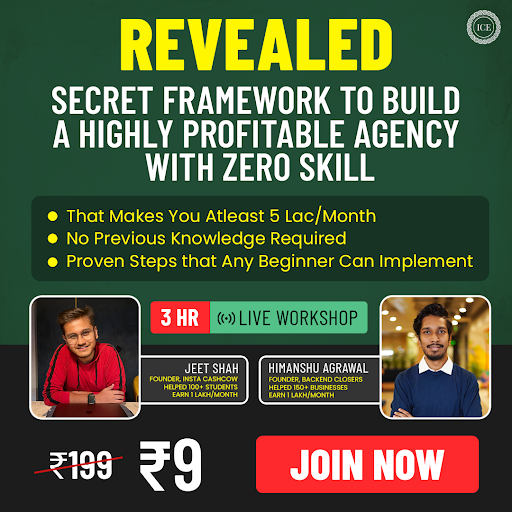 ICE
REVEALED
SECRET FRAMEWORK TO BUILD
A HIGHLY PROFITABLE AGENCY
WITH ZERO SKILL
That Makes You Atleast 5 Lac/Month
No Previous Knowledge Required
Proven Steps that Any Beginner Can Implement
3 HR LIVE WORKSHOP
JEET SHAH
FOUNDER, INSTA CASHCOW
HELPED 100+ STUDENTS
EARN 1 LAKH/MONTH
HIMANSHU AGRAWAL
FOUNDER, BACKEND CLOSERS
HELPED 150+ BUSINESSES
EARN 1 LAKH/MONTH
₹199 ₹9 JOIN NOW